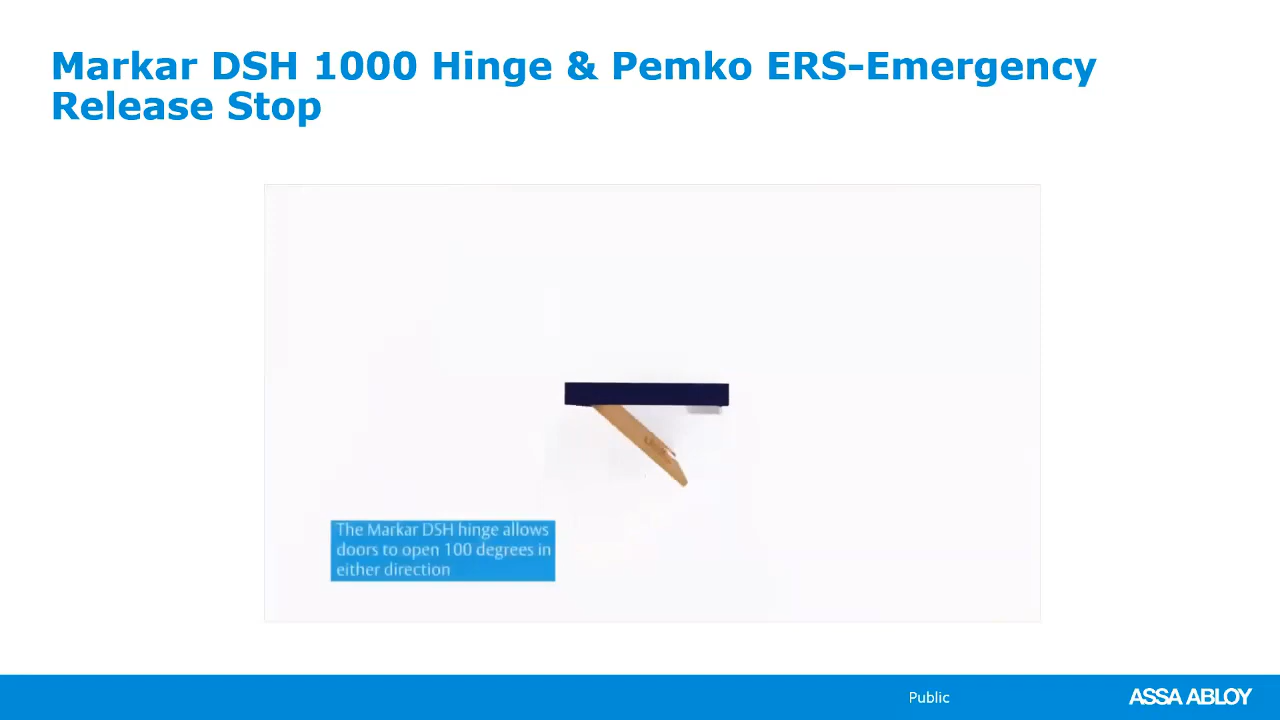 Markar DSH 1000 Hinge & Pemko ERS-Emergency
Release Stop
The Markar DSH hinge allows
doors to open 100 degrees in
either direction
Public
ASSA ABLOY